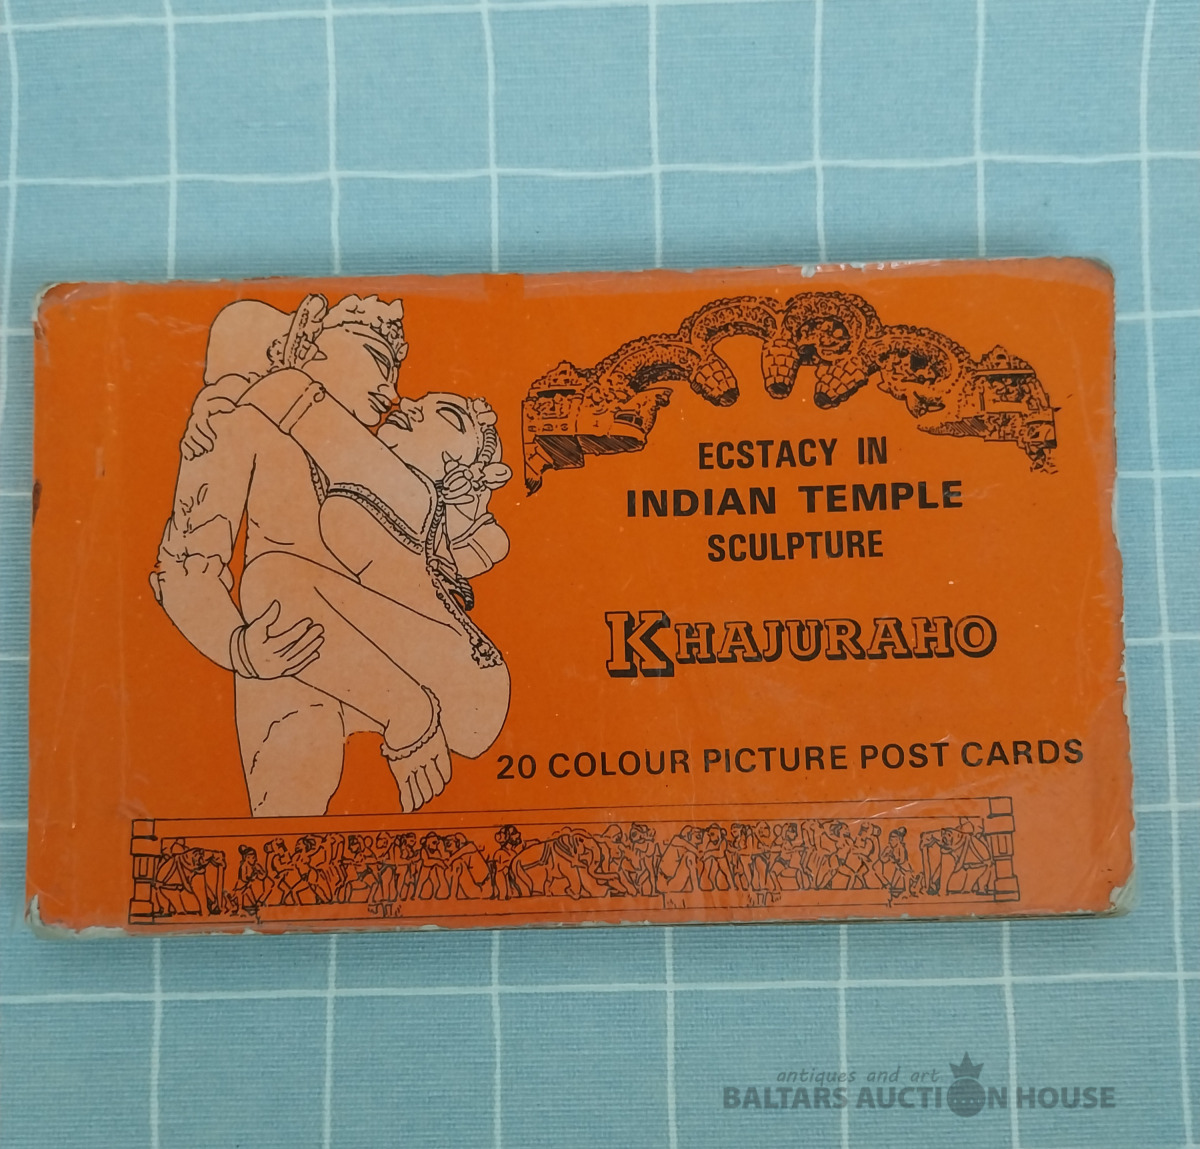 ECSTACY IN
INDIAN TEMPLE
SCULPTURE
KHAJURAHO
20 COLOUR PICTURE POST CARDS
antiques and art
BALTARS AUCTION HOUSE